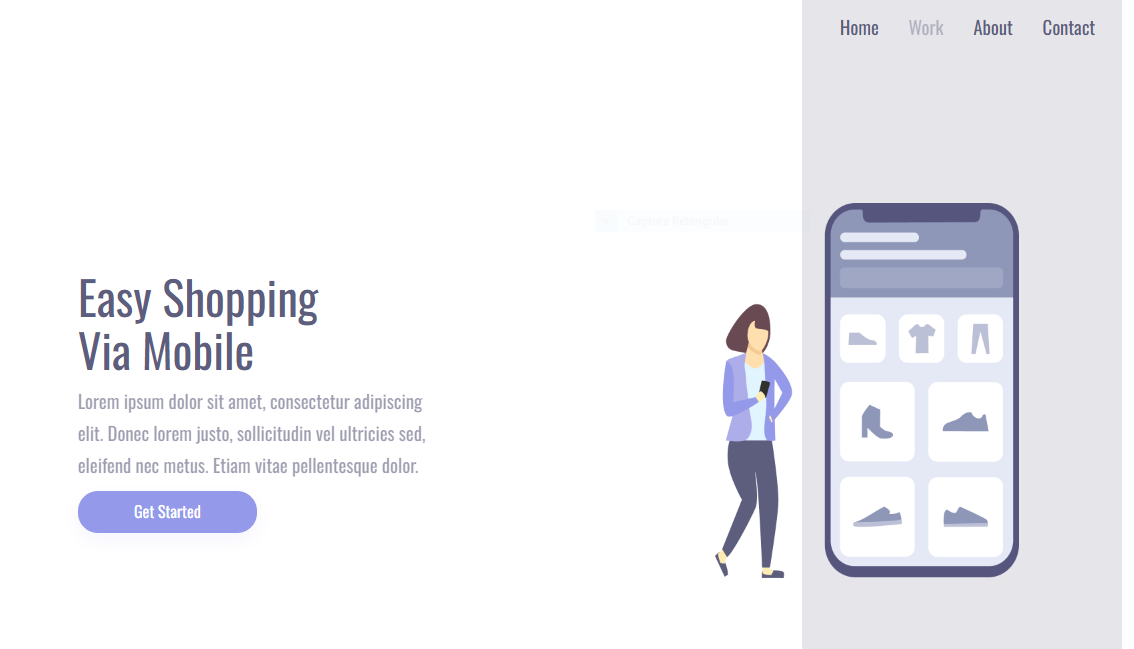 Home Work About Contact
Capture Rectangular
Easy Shopping
Via Mobile
Lorem ipsum dolor sit amet, consectetur adipiscing
elit. Donec lorem justo, sollicitudin vel ultricies sed,
eleifend nec metus. Etiam vitae pellentesque dolor.
Get Started